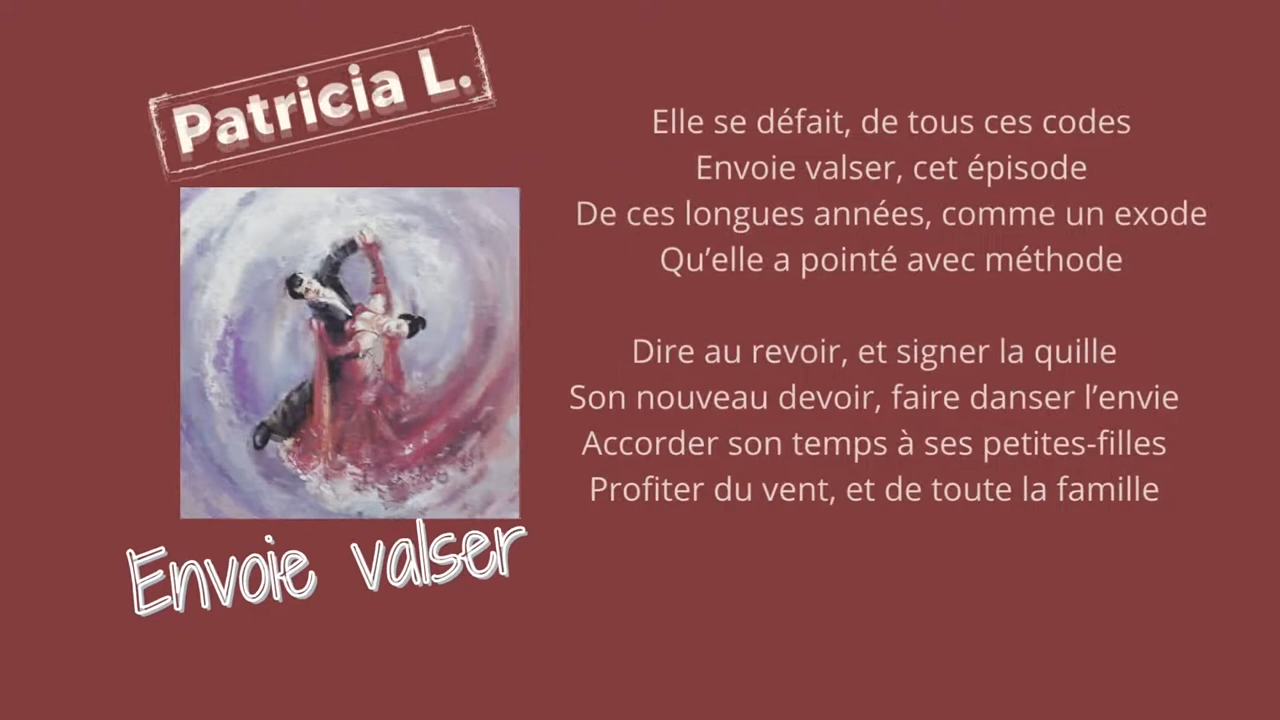 Patricia L.
Envoie valser
Elle se défait, de tous ces codes
Envoie valser, cet épisode
De ces longues années, comme un exode
Qu’elle a pointé avec méthode
Dire au revoir, et signer la quille
Son nouveau devoir, faire danser l’envie
Accorder son temps à ses petites-filles
Profiter du vent, et de toute la famille